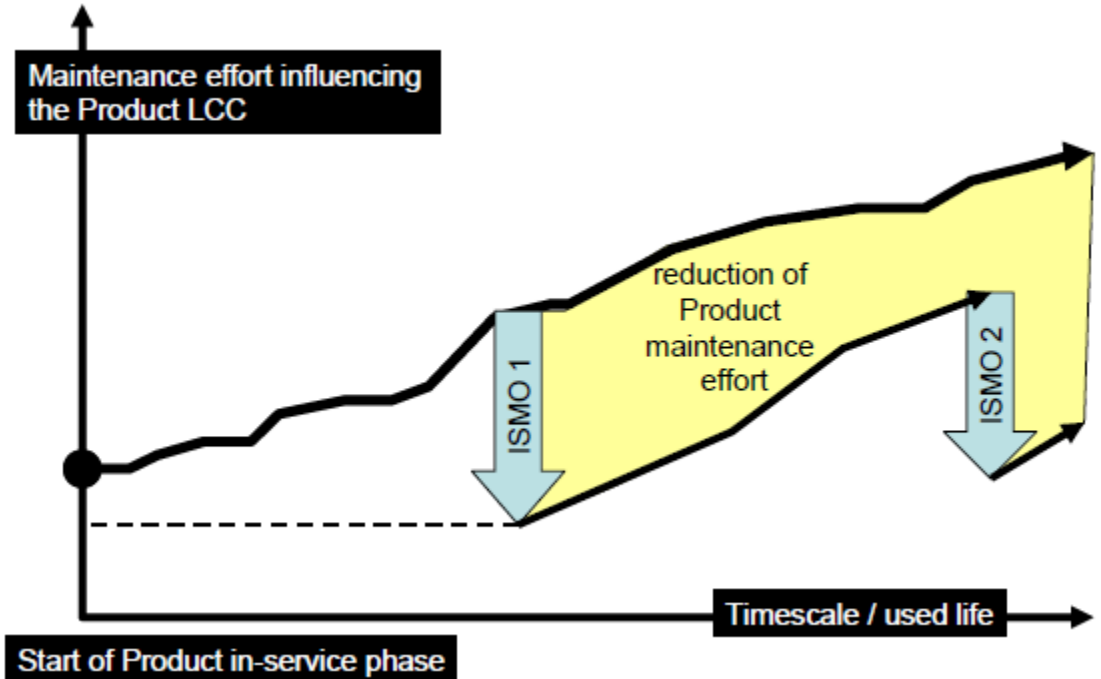 Maintenance effort influencing
the Product LCC
reduction of
Product
maintenance
effort
ISMO 1
ISMO 2
Timescale / used life
Start of Product in-service phase